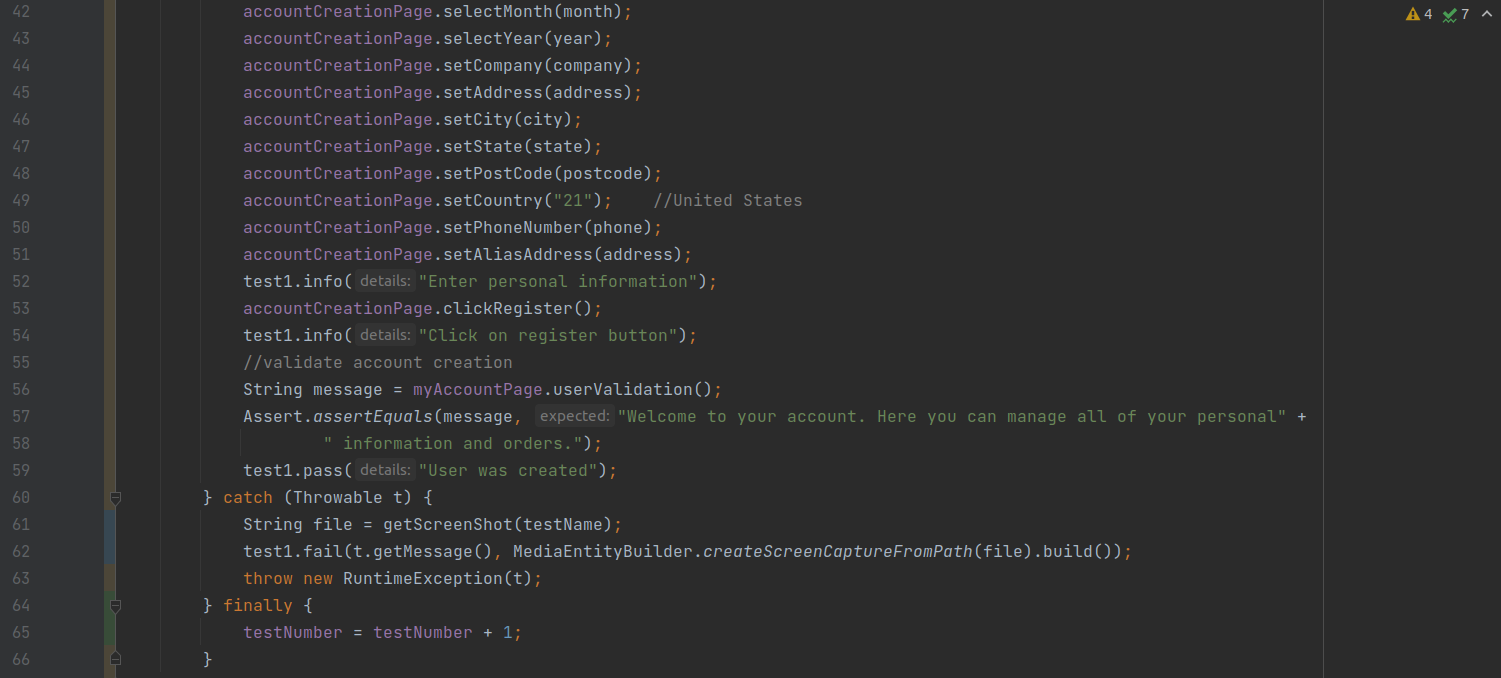 42 accountCreationPage.selectMonth(month);
4 7
43 accountCreationPage.selectYear(year);
44 accountCreationPage.setCompany(company);
45 accountCreationPage.setAddress(address);
46 accountCreationPage.setCity(city);
47 accountCreationPage.setState(state);
48 accountCreationPage.setPostCode(postcode);
49 accountCreationPage.setCountry("21");    //United States
50 accountCreationPage.setPhoneNumber(phone);
51 accountCreationPage.setAliasAddress(address);
52 test1.info( details: "Enter personal information");
53 accountCreationPage.clickRegister();
54 test1.info( details: "Click on register button");
55 //validate account creation
56 String message = myAccountPage.userValidation();
57 Assert.assertEquals(message, expected: "Welcome to your account. Here you can manage all of your personal" +
58 " information and orders.");
59 test1.pass( details: "User was created");
60 } catch (Throwable t) {
61 String file = getScreenShot(testName);
62 test1.fail(t.getMessage(), MediaEntityBuilder.createScreenCaptureFromPath(file).build());
63 throw new RuntimeException(t);
64 } finally {
65 testNumber = testNumber + 1;
66 }